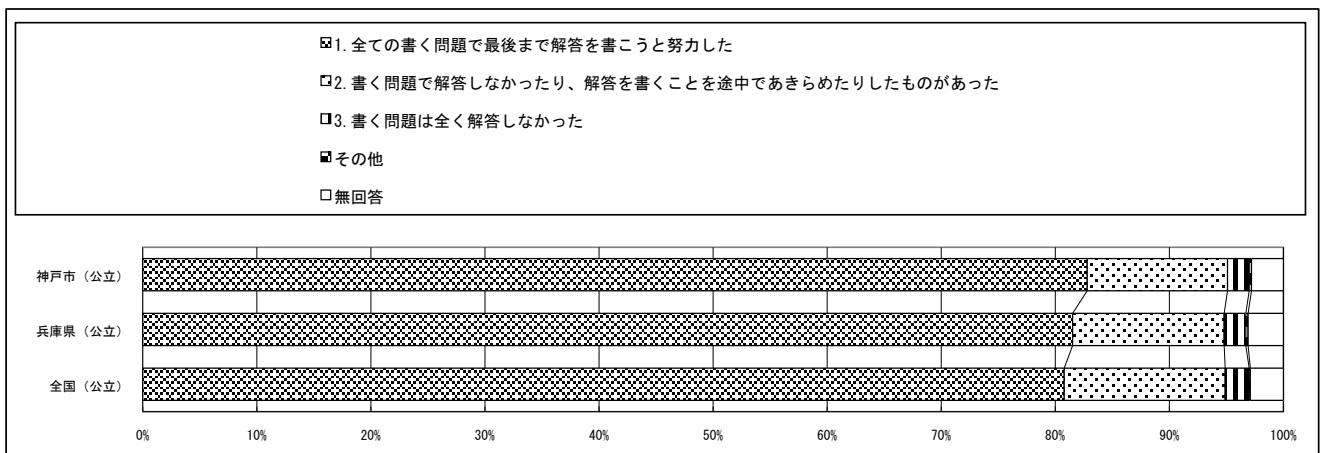 1. 全ての書く問題で最後まで解答を書こうと努力した
2. 書く問題で解答しなかったり、解答を書くことを途中であきらめたりしたものがあった
3. 書く問題は全く解答しなかった
その他
無回答
神戸市（公立）
兵庫県（公立）
全国（公立）
0% 10% 20% 30% 40% 50% 60% 70% 80% 90% 100%